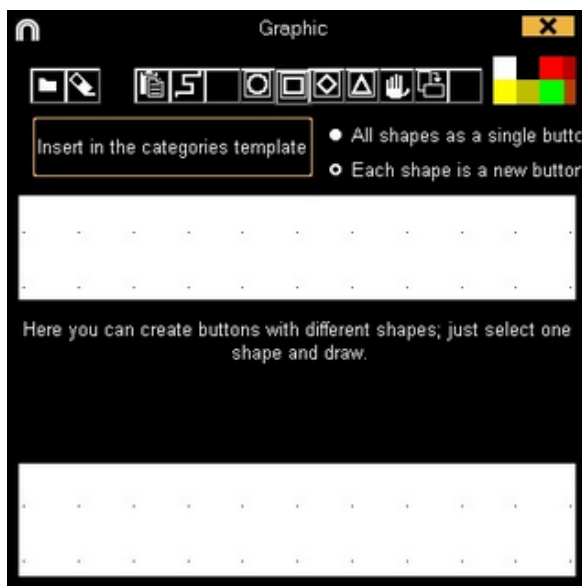 Graphic
Insert in the categories template
All shapes as a single butto
Each shape is a new button
Here you can create buttons with different shapes; just select one
shape and draw.